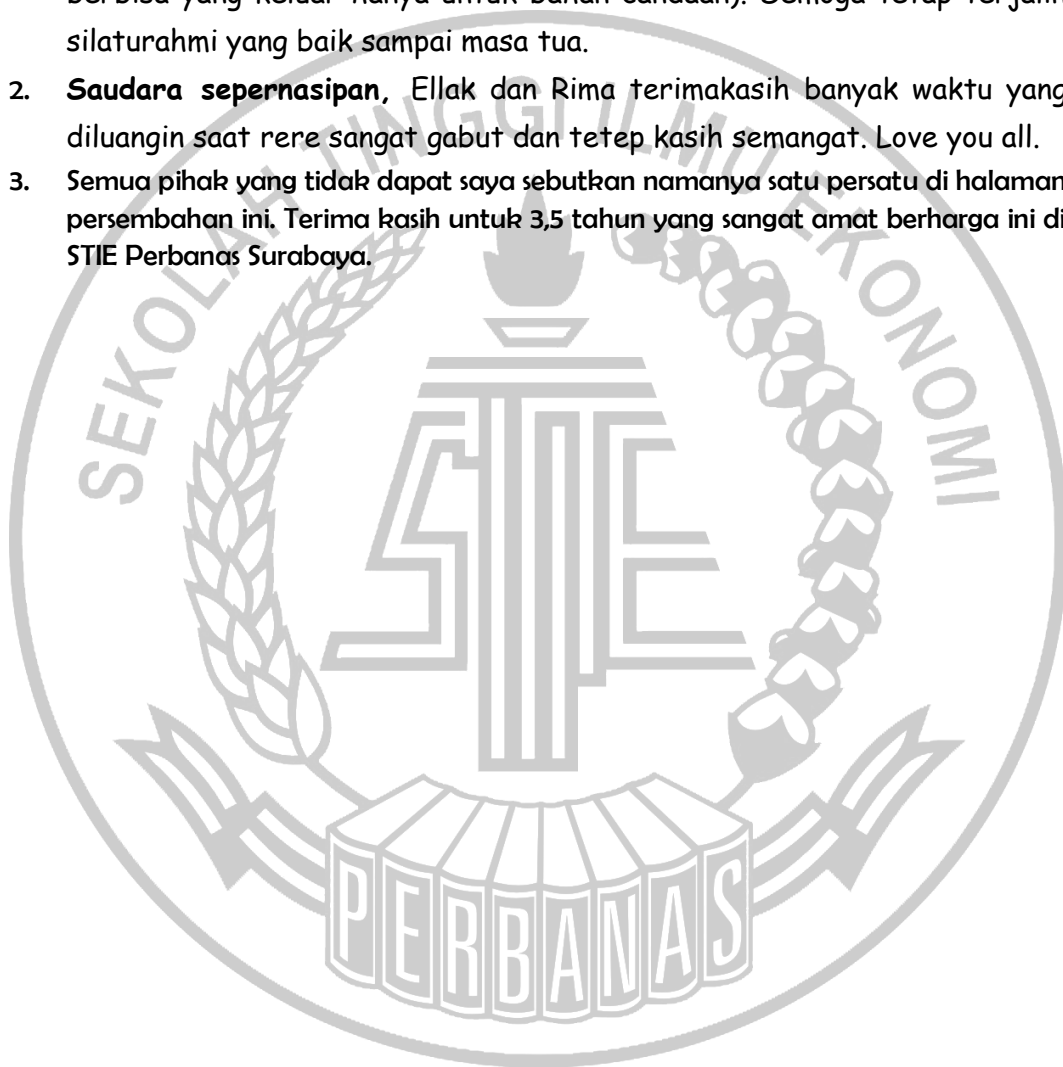 silaturahmi yang baik sampai masa tua.
2. Saudara sepernasipan, Ellak dan Rima terimakasih banyak waktu yang
diluangin saat rere sangat gabut dan tetep kasih semangat. Love you all.
3. Semua pihak yang tidak dapat saya sebutkan namanya satu persatu di halaman
persembahan ini. Terima kasih untuk 3,5 tahun yang sangat amat berharga ini di
STIE Perbanas Surabaya.
SEKOLAH TINGGI ILMU EKONOMI
STIE
PERBANAS